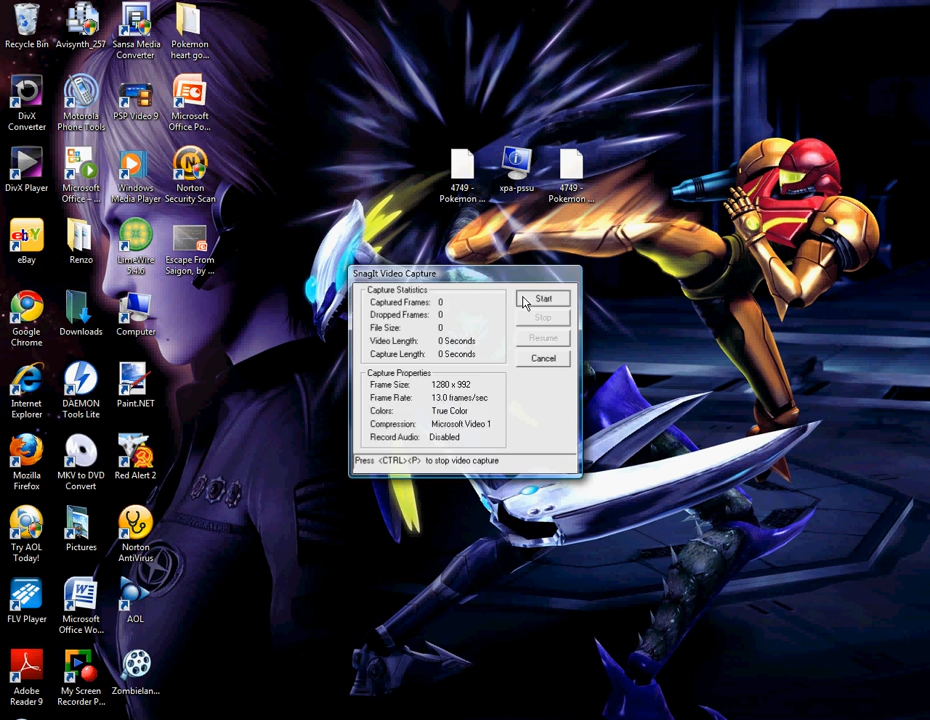 Recycle Bin
Avisynth_257
Sansa Media
Converter
Pokemon
heart go...
DivX
Converter
Motorola
Phone Tools
PSP Video 9
Microsoft
Office Po...
DivX Player
Microsoft
Office – ...
Windows
Media Player
Norton
Security Scan
4749 -
Pokemon ...
xpa-pssu
4749 -
Pokemon ...
eBay
Renzo
LimeWire
5.4.6
Escape From
Saigon, by ...
Google
Chrome
Downloads
Computer
Internet
Explorer
DAEMON
Tools Lite
Paint.NET
Mozilla
Firefox
MKV to DVD
Convert
Red Alert 2
Try AOL
Today!
Pictures
Norton
AntiVirus
FLV Player
Microsoft
Office Wo...
AOL
Adobe
Reader 9
My Screen
Recorder P...
Zombielan...
SnagIt Video Capture
Capture Statistics
Captured Frames: 0
Dropped Frames: 0
File Size: 0
Video Length: 0 Seconds
Capture Length: 0 Seconds
Start
Stop
Resume
Cancel
Capture Properties
Frame Size: 1280 x 992
Frame Rate: 13.0 frames/sec
Colors: True Color
Compression: Microsoft Video 1
Record Audio: Disabled
Press <CTRL><P> to stop video capture